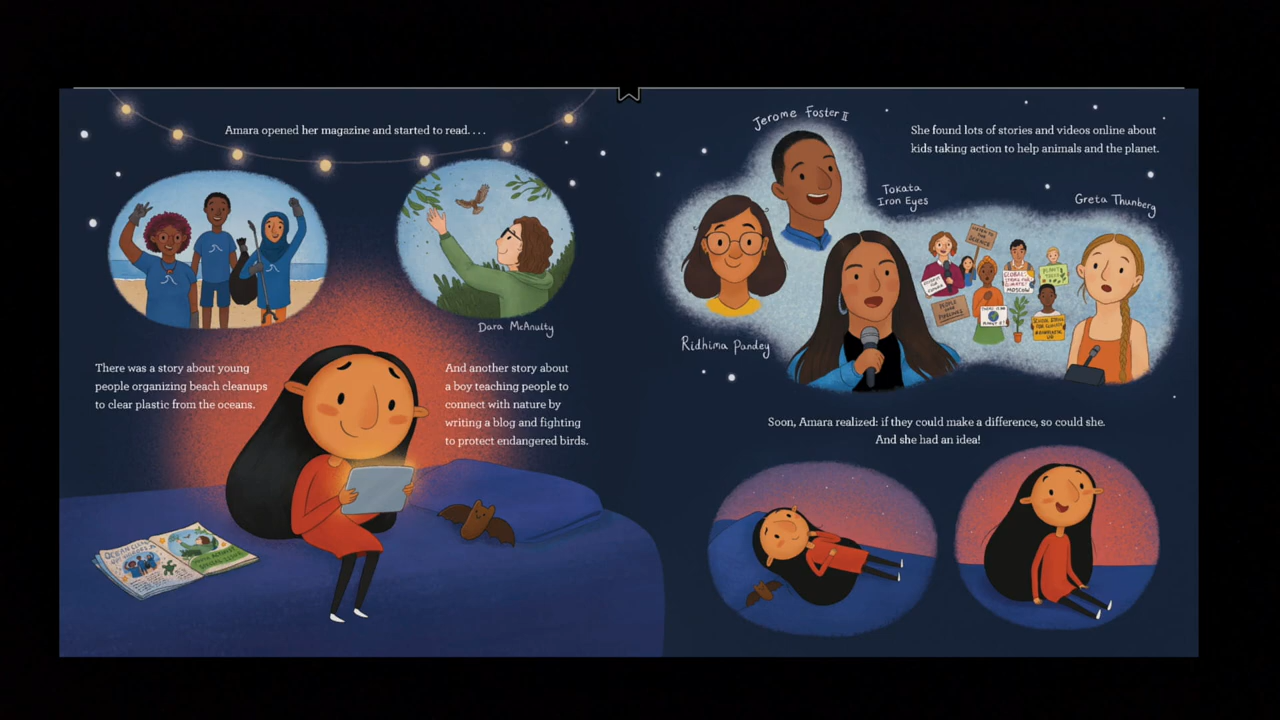 Amara opened her magazine and started to read. . . .
Dara McAnulty
There was a story about young
people organizing beach cleanups
to clear plastic from the oceans.
And another story about
a boy teaching people to
connect with nature by
writing a blog and fighting
to protect endangered birds.
Jerome Foster II
She found lots of stories and videos online about
kids taking action to help animals and the planet.
Tokata
Iron Eyes
Greta Thunberg
Ridhima Pandey
SCIENCE
MOSCOW
PEOPLE
PIPELINES
Soon, Amara realized: if they could make a difference, so could she.
And she had an idea!